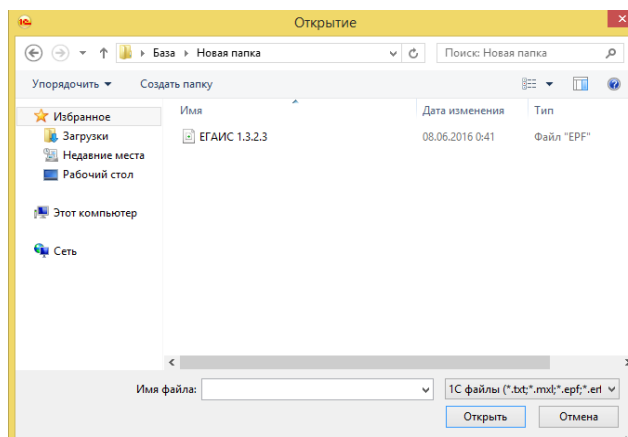 1С Открытие
База Новая папка Поиск: Новая папка
Упорядочить Создать папку
Избранное
Загрузки
Недавние места
Рабочий стол
Этот компьютер
Сеть
Имя Дата изменения Тип
ЕГАИС 1.3.2.3 08.06.2016 0:41 Файл "EPF"
Имя файла: 1С файлы (*.txt;*.mxl;*.epf;*.erf
Открыть Отмена